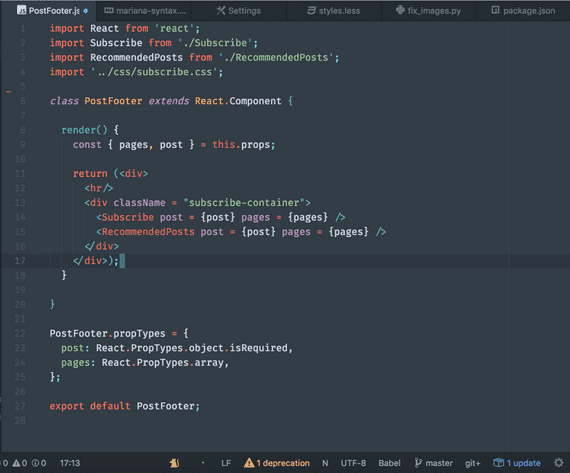 PostFooter.js
mariana-syntax....
Settings
styles.less
fix_images.py
package.json
1 import React from 'react';
2 import Subscribe from './Subscribe';
3 import RecommendedPosts from './RecommendedPosts';
4 import '../css/subscribe.css';
5
6 class PostFooter extends React.Component {
7
8 render() {
9 const { pages, post } = this.props;
10
11 return (<div>
12 <hr/>
13 <div className = "subscribe-container">
14 <Subscribe post = {post} pages = {pages} />
15 <RecommendedPosts post = {post} pages = {pages} />
16 </div>
17 </div>);
18 }
19
20 }
21
22 PostFooter.propTypes = {
23 post: React.PropTypes.object.isRequired,
24 pages: React.PropTypes.array,
25 };
26
27 export default PostFooter;
28
0 0 0 17:13 LF 1 deprecation N UTF-8 Babel master git+ 1 update